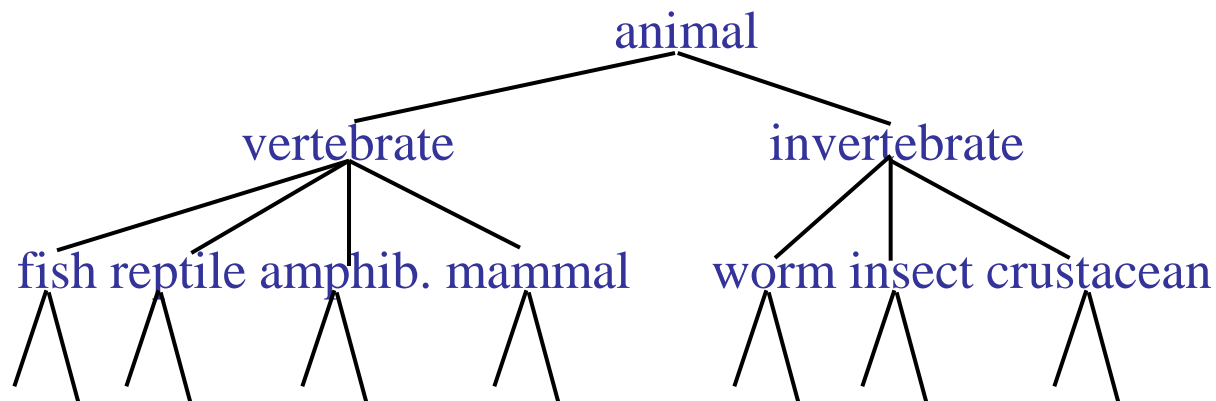 animal
vertebrate invertebrate
fish reptile amphib. mammal worm insect crustacean